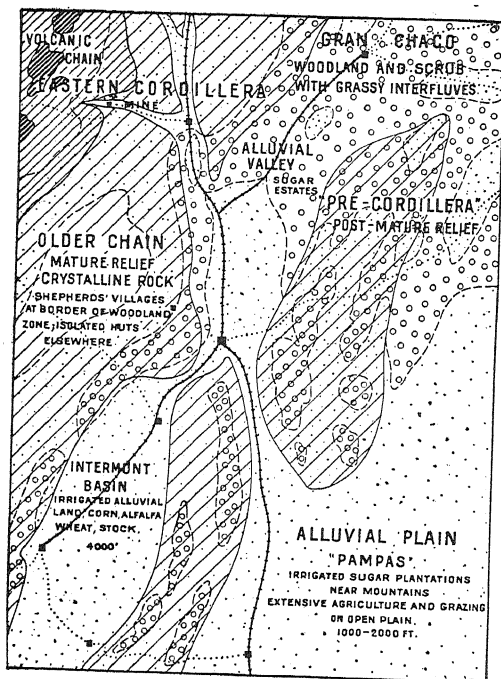 VOLCANIC
CHAIN
GRAN CHACO
WOODLAND AND SCRUB
WITH GRASSY INTERFLUVES
EASTERN CORDILLERA
MINE
ALLUVIAL
VALLEY
SUGAR
ESTATES
"PRE-CORDILLERA"
POST-MATURE RELIEF
OLDER CHAIN
MATURE RELIEF
CRYSTALLINE ROCK
SHEPHERDS' VILLAGES
AT BORDER OF WOODLAND
ZONE; ISOLATED HUTS
ELSEWHERE
INTERMONT
BASIN
IRRIGATED ALLUVIAL
LAND, CORN, ALFALFA
WHEAT, STOCK.
4000'
ALLUVIAL PLAIN
"PAMPAS"
IRRIGATED SUGAR PLANTATIONS
NEAR MOUNTAINS
EXTENSIVE AGRICULTURE AND GRAZING
ON OPEN PLAIN.
1000-2000 FT.